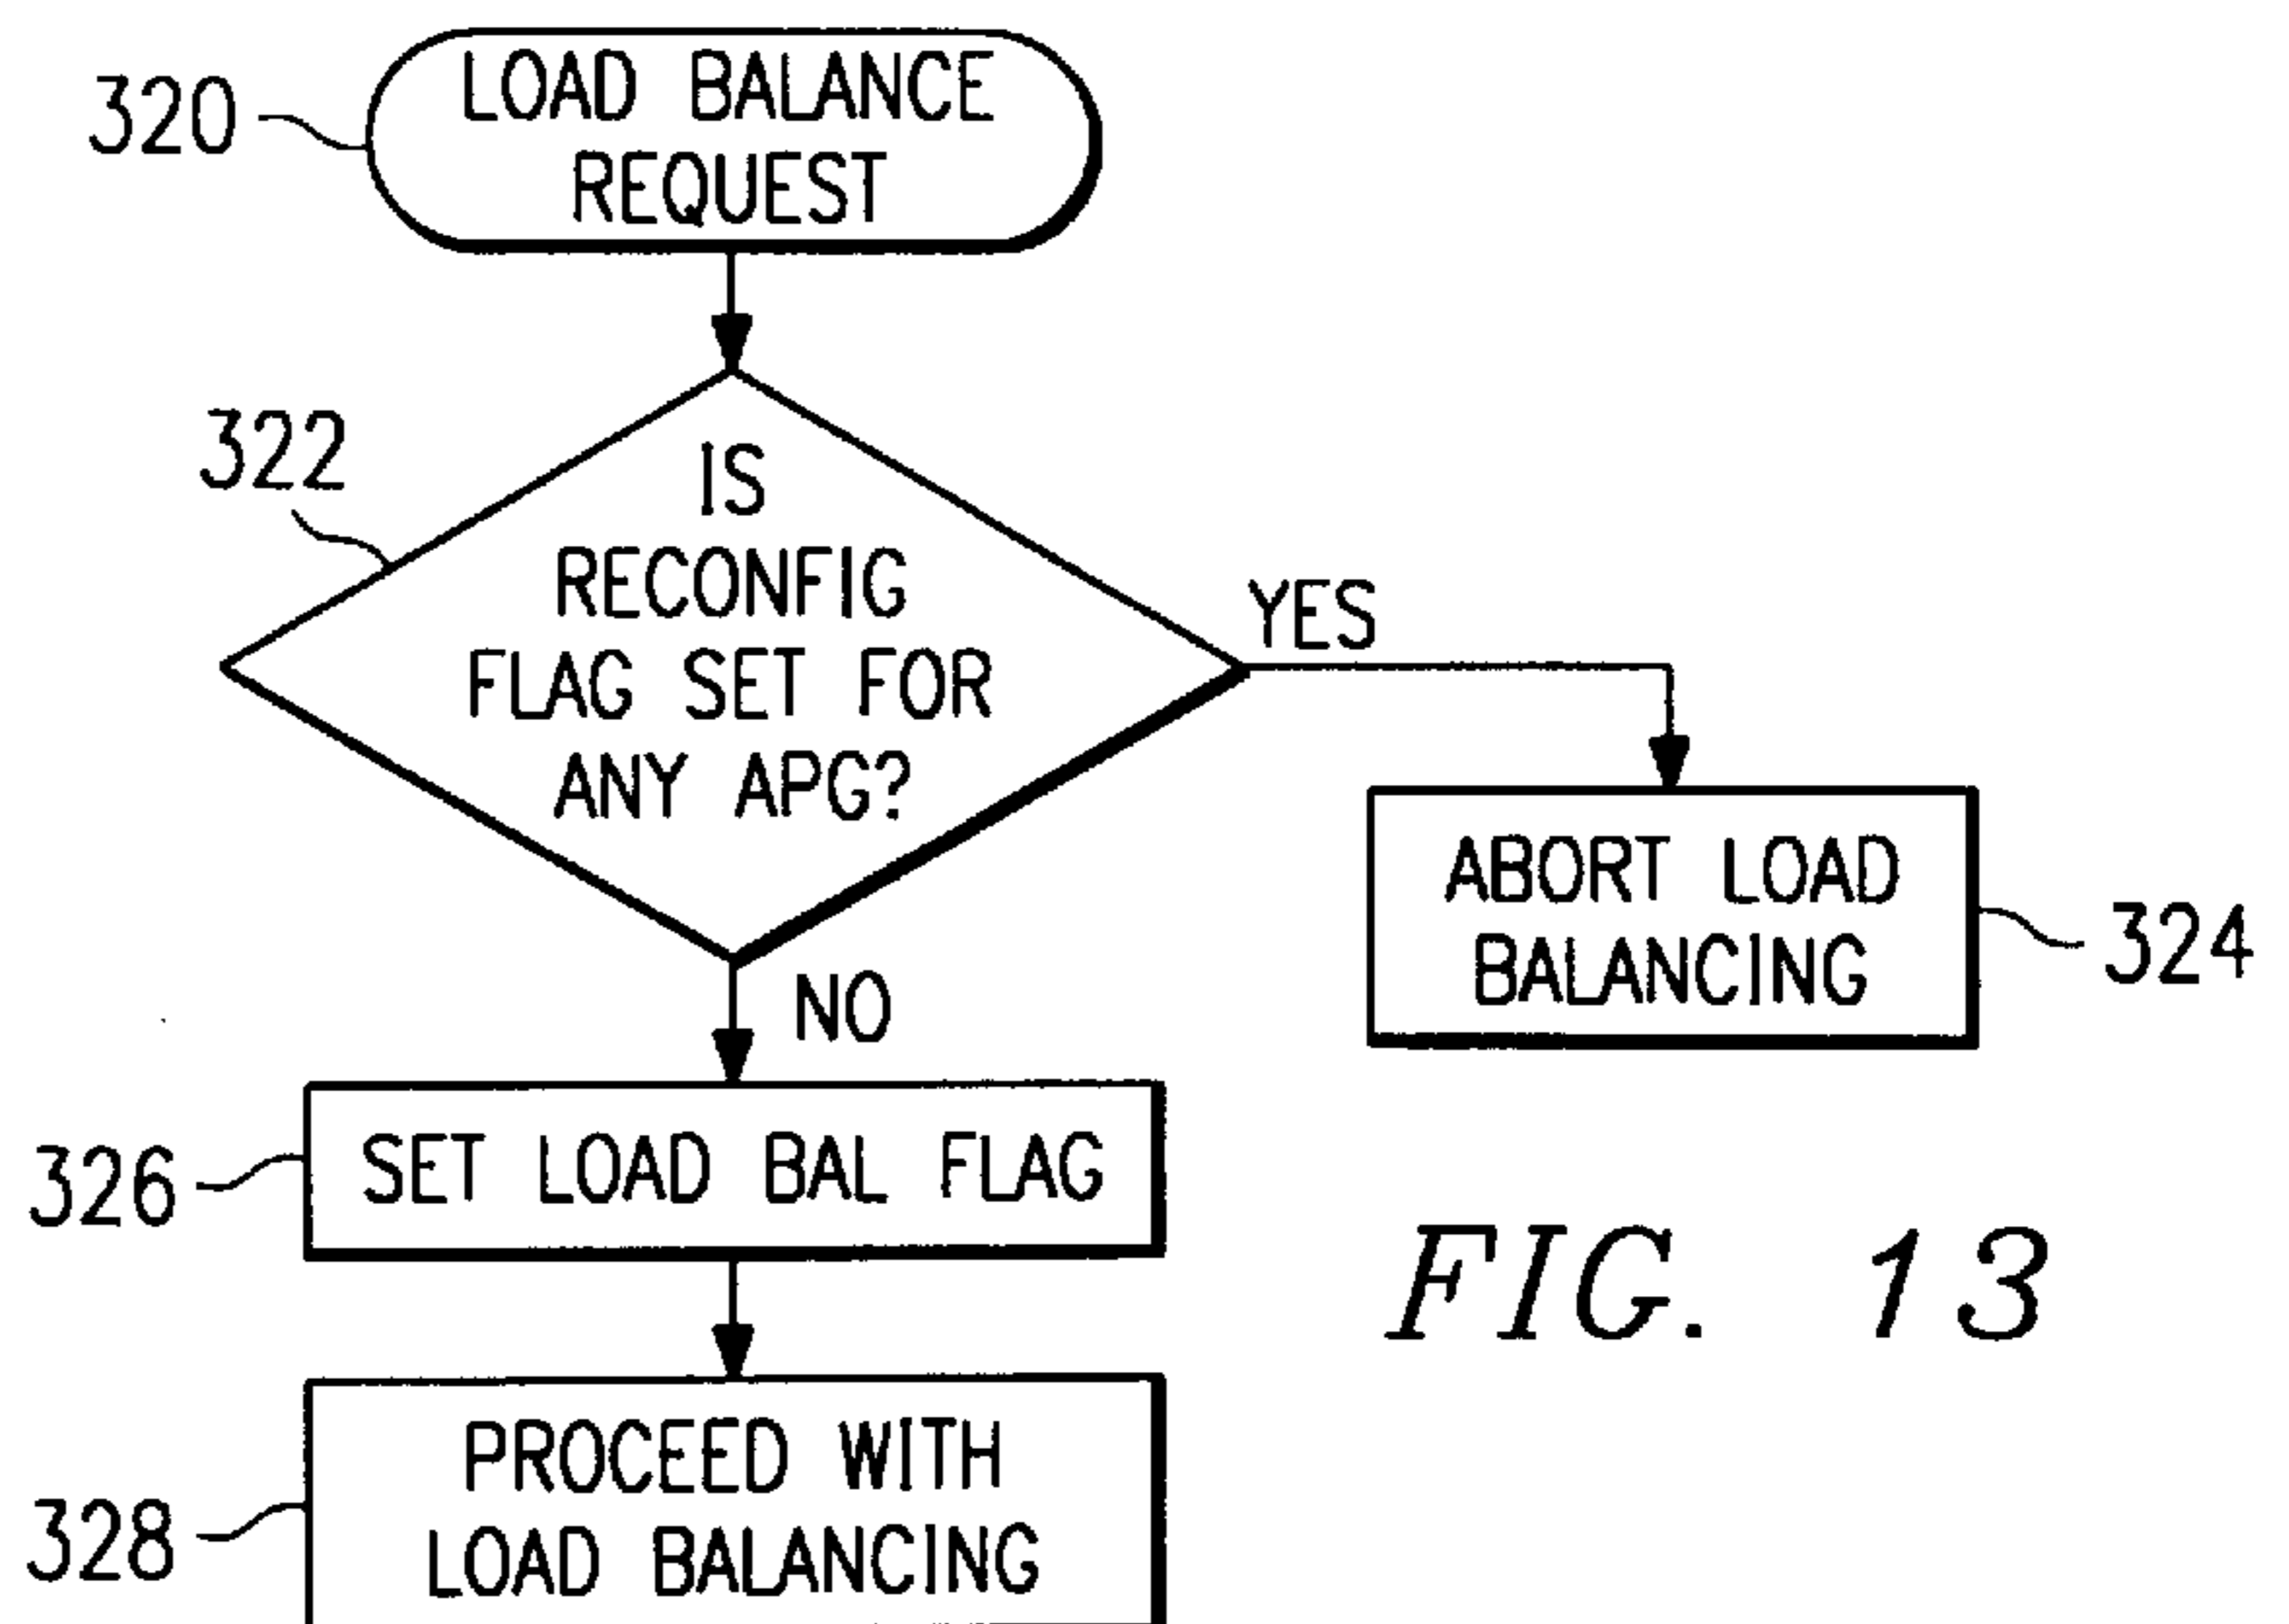 320
LOAD BALANCE
REQUEST
322
IS
RECONFIG
FLAG SET FOR
ANY APG?
YES
ABORT LOAD
BALANCING
324
NO
326
SET LOAD BAL FLAG
FIG. 13
328
PROCEED WITH
LOAD BALANCING